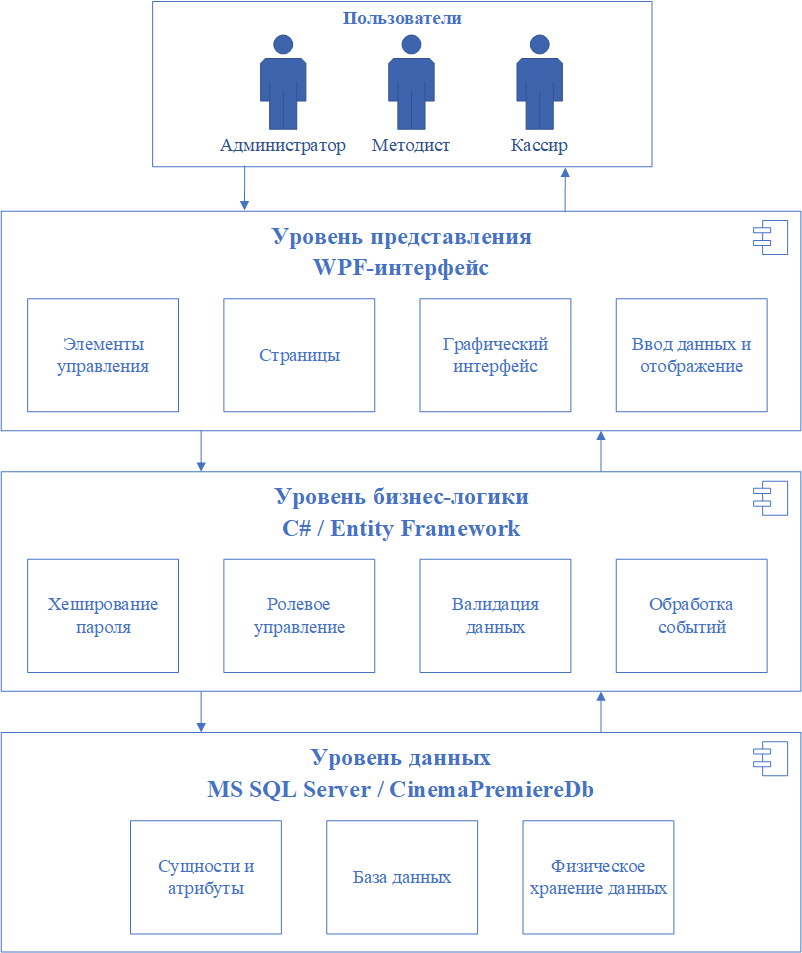 Пользователи
Администратор
Методист
Кассир
Уровень представления
WPF-интерфейс
Элементы
управления
Страницы
Графический
интерфейс
Ввод данных и
отображение
Уровень бизнес-логики
C# / Entity Framework
Хеширование
пароля
Ролевое
управление
Валидация
данных
Обработка
событий
Уровень данных
MS SQL Server / CinemaPremiereDb
Сущности и
атрибуты
База данных
Физическое
хранение данных